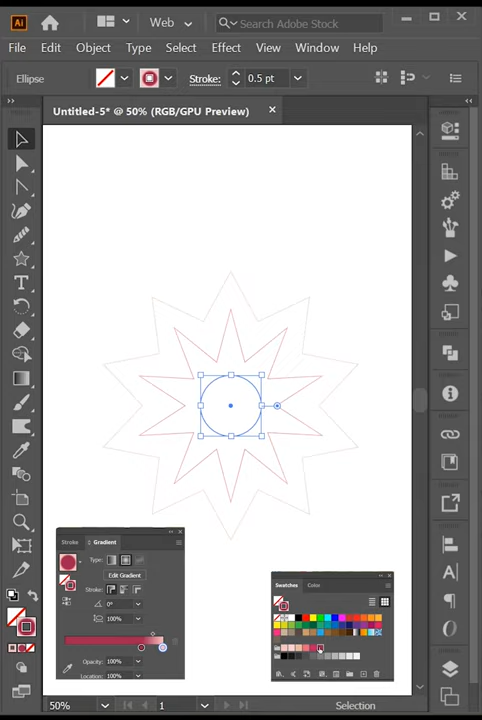 Ai
Web
Search Adobe Stock
File Edit Object Type Select Effect View Window Help
Ellipse
Stroke: 0.5 pt
Untitled-5* @ 50% (RGB/GPU Preview) ×
Stroke Gradient
Type:
Edit Gradient
Stroke:
0°
100%
Opacity: 100%
Location: 100%
Swatches Color
50% 1 Selection